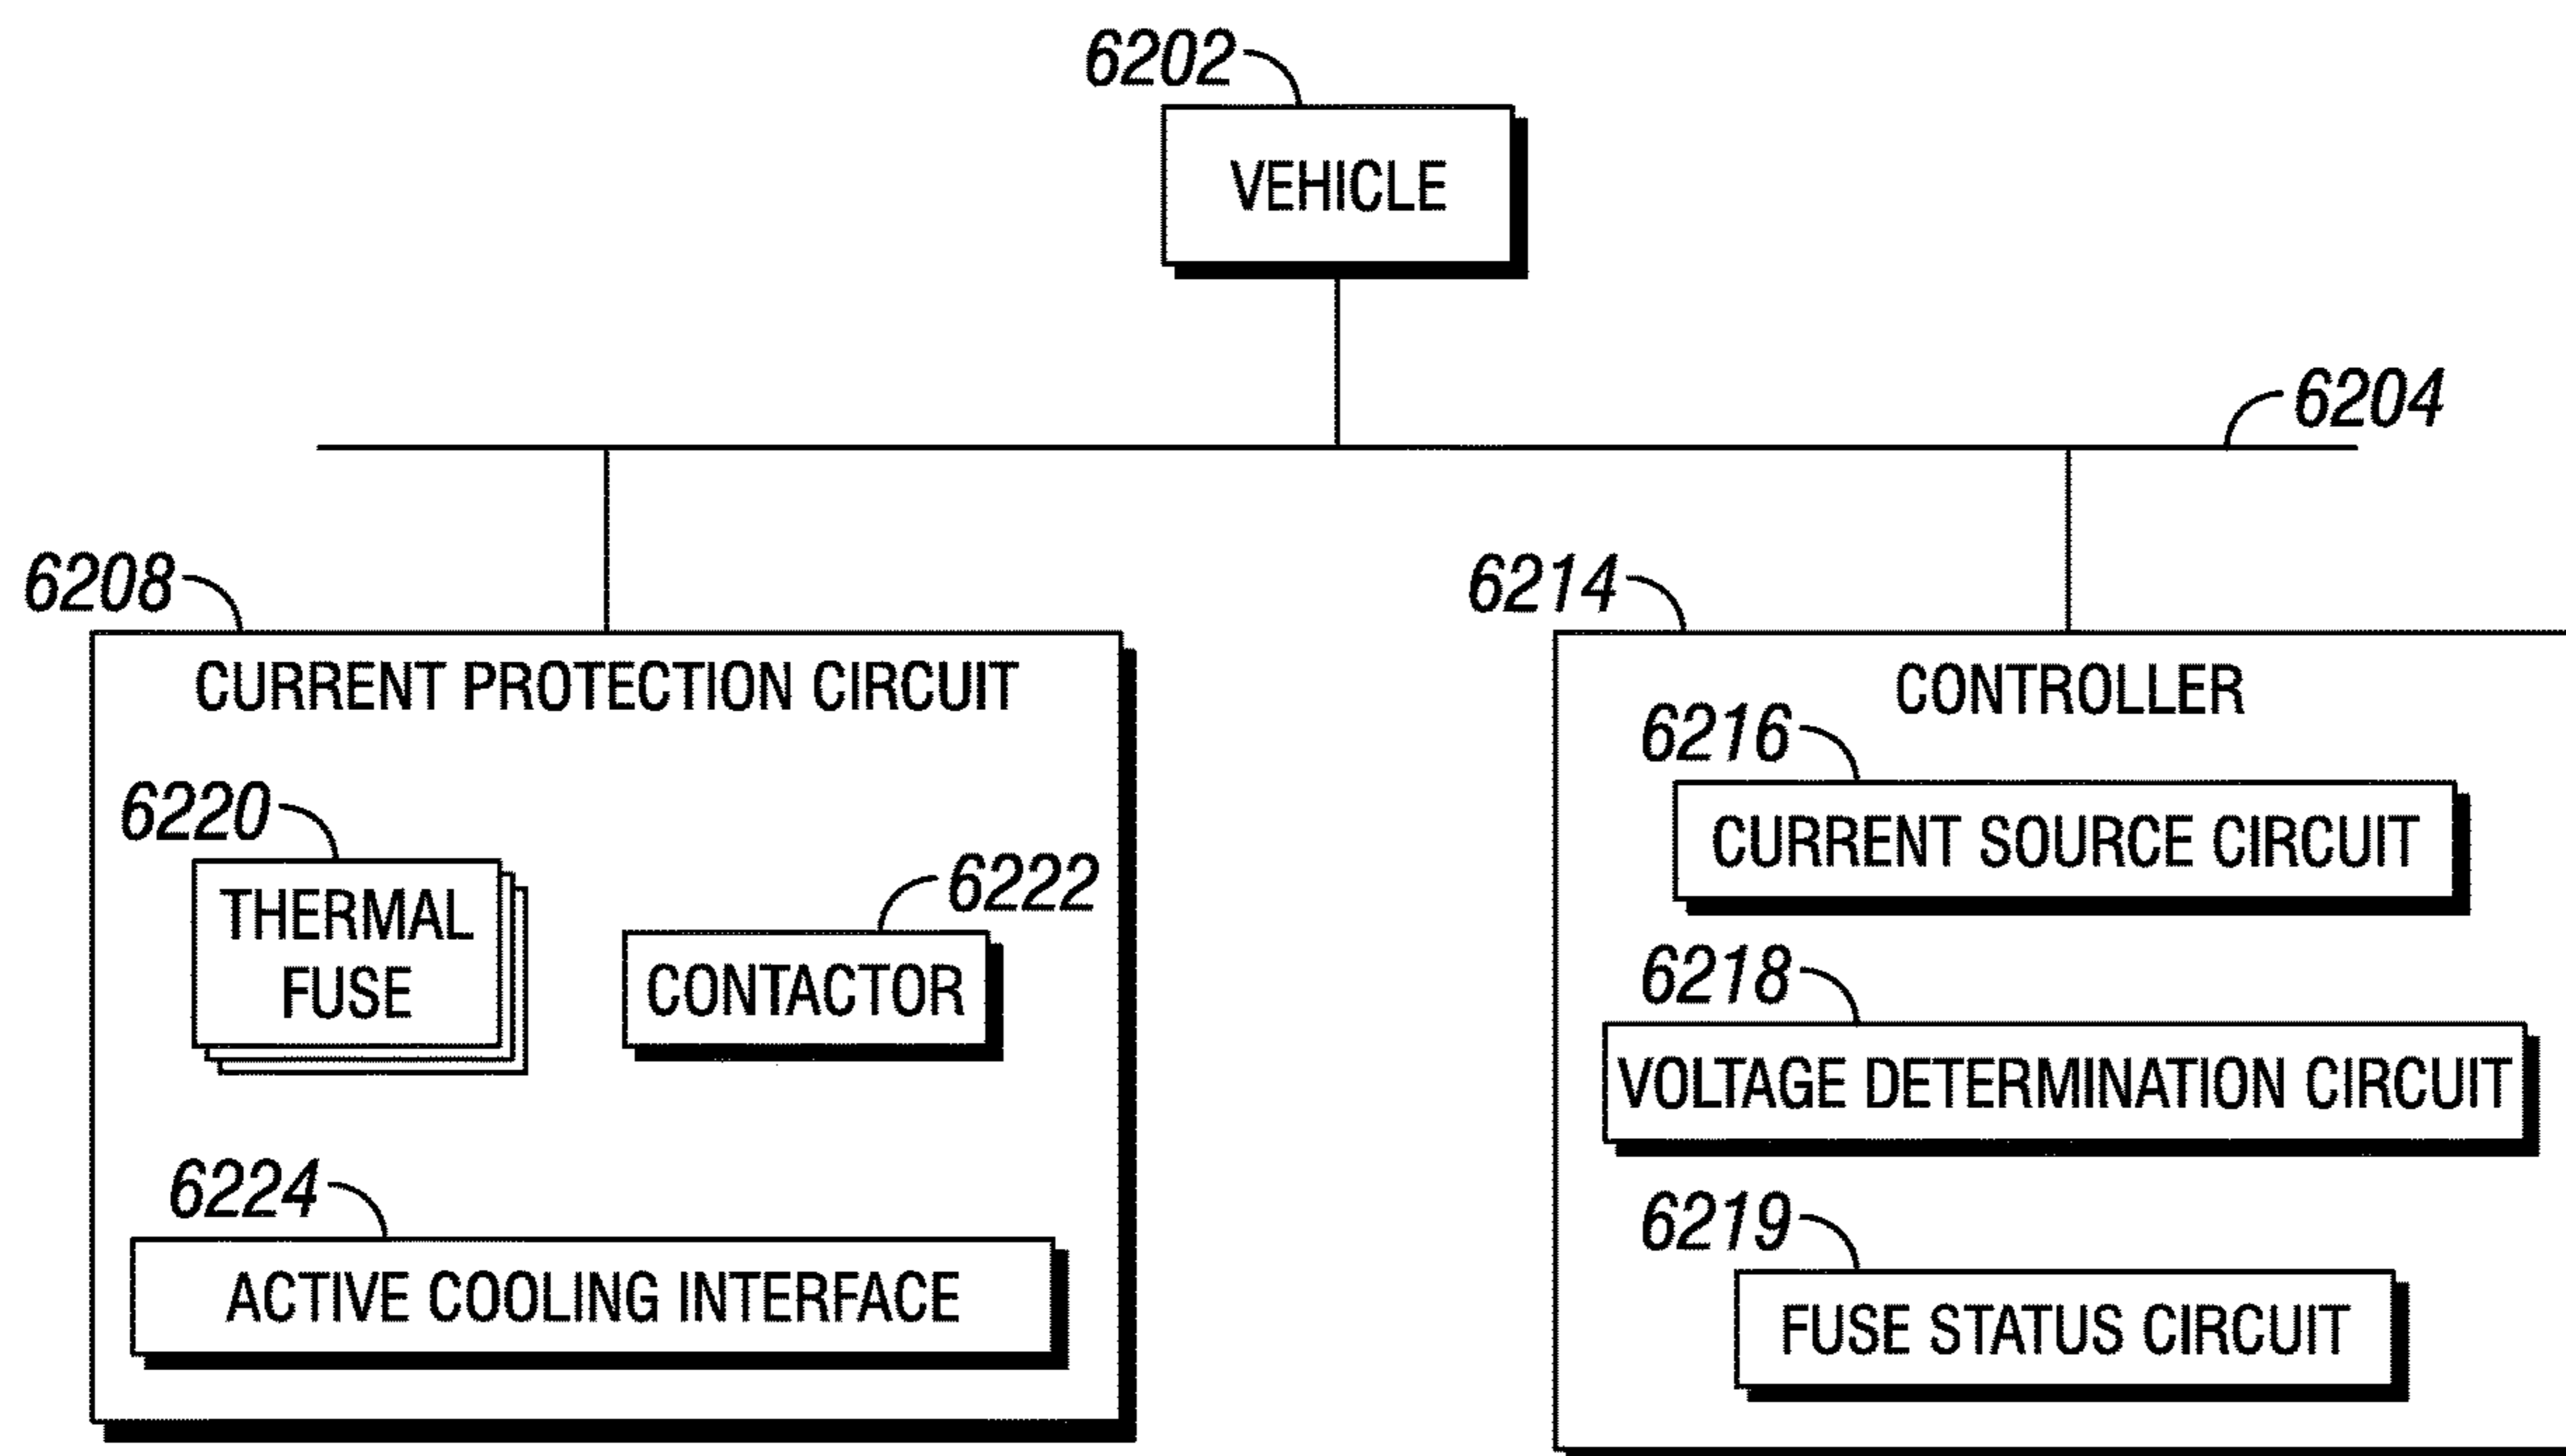 6202
VEHICLE
6204
6208
CURRENT PROTECTION CIRCUIT
6220
THERMAL
FUSE
6222
CONTACTOR
6224
ACTIVE COOLING INTERFACE
6214
CONTROLLER
6216
CURRENT SOURCE CIRCUIT
6218
VOLTAGE DETERMINATION CIRCUIT
6219
FUSE STATUS CIRCUIT